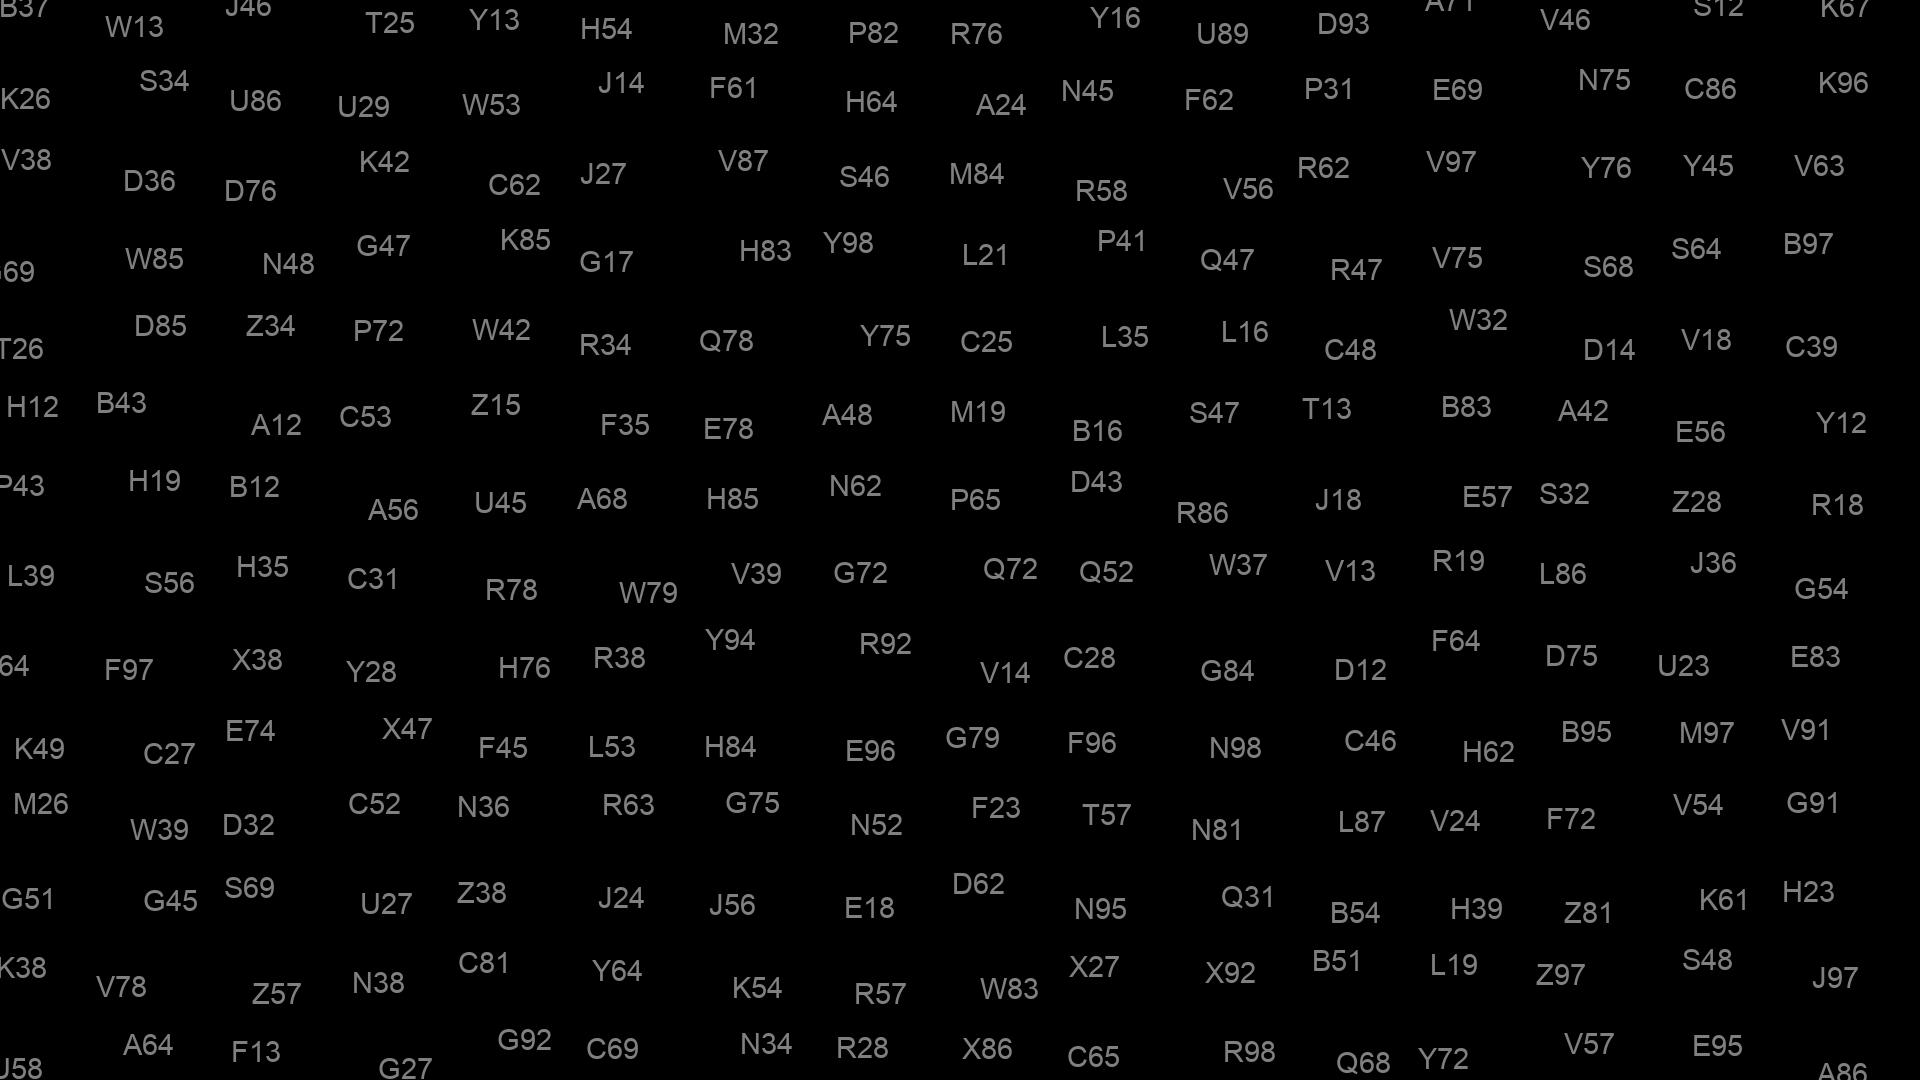 B37 W13 J46 T25 Y13 H54 M32 P82 R76 Y16 U89 D93 A71 V46 S12 K67
K26 S34 U86 U29 W53 J14 F61 H64 A24 N45 F62 P31 E69 N75 C86 K96
V38 D36 D76 K42 C62 J27 V87 S46 M84 R58 V56 R62 V97 Y76 Y45 V63
69 W85 N48 G47 K85 G17 H83 Y98 L21 P41 Q47 R47 V75 S68 S64 B97
T26 D85 Z34 P72 W42 R34 Q78 Y75 C25 L35 L16 C48 W32 D14 V18 C39
H12 B43 A12 C53 Z15 F35 E78 A48 M19 B16 S47 T13 B83 A42 E56 Y12
P43 H19 B12 A56 U45 A68 H85 N62 P65 D43 R86 J18 E57 S32 Z28 R18
L39 S56 H35 C31 R78 W79 V39 G72 Q72 Q52 W37 V13 R19 L86 J36 G54
64 F97 X38 Y28 H76 R38 Y94 R92 V14 C28 G84 D12 F64 D75 U23 E83
K49 C27 E74 X47 F45 L53 H84 E96 G79 F96 N98 C46 H62 B95 M97 V91
M26 W39 D32 C52 N36 R63 G75 N52 F23 T57 N81 L87 V24 F72 V54 G91
G51 G45 S69 U27 Z38 J24 J56 E18 D62 N95 Q31 B54 H39 Z81 K61 H23
K38 V78 Z57 N38 C81 Y64 K54 R57 W83 X27 X92 B51 L19 Z97 S48 J97
U58 A64 F13 G27 G92 C69 N34 R28 X86 C65 R98 Q68 Y72 V57 E95 A86